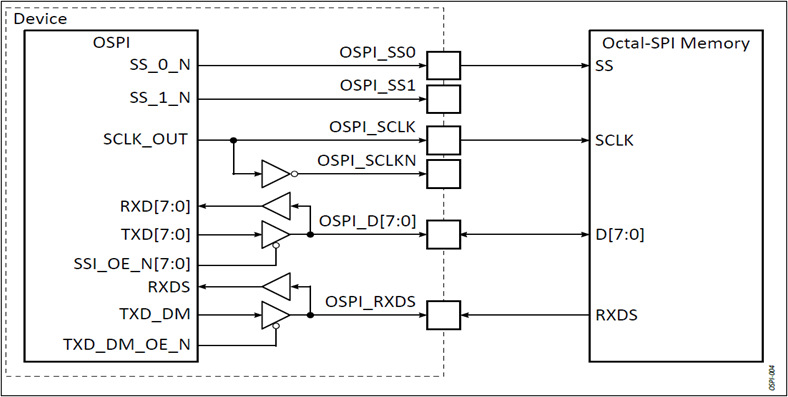 Device
OSPI
Octal-SPI Memory
SS_0_N
OSPI_SS0
SS
SS_1_N
OSPI_SS1
SCLK_OUT
OSPI_SCLK
SCLK
OSPI_SCLKN
RXD[7:0]
TXD[7:0]
OSPI_D[7:0]
D[7:0]
SSI_OE_N[7:0]
RXDS
TXD_DM
OSPI_RXDS
RXDS
TXD_DM_OE_N
OSPI-004